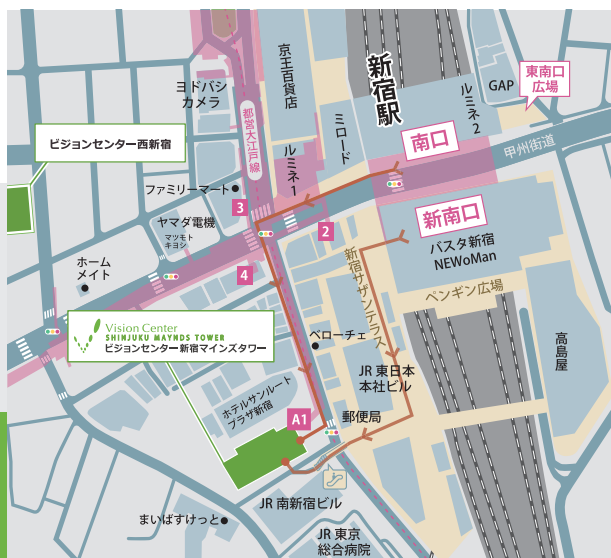 ヨドバシ
カメラ
都営大江戸線
京王百貨店
新宿駅
ルミネ1
ミロード
ルミネ2
GAP
東南口
広場
南口
甲州街道
ビジョンセンター西新宿
ファミリーマート
3
2
4
新南口
ヤマダ電機
マツモト
キヨシ
ホーム
メイト
新宿サザンテラス
バスタ新宿
NEWoMan
ペンギン広場
Vision Center
SHINJUKU MAYNDS TOWER
ビジョンセンター新宿マインズタワー
ベローチェ
JR東日本
本社ビル
高島屋
ホテルサンルート
プラザ新宿
A1
郵便局
JR南新宿ビル
まいばすけっと
JR東京
総合病院